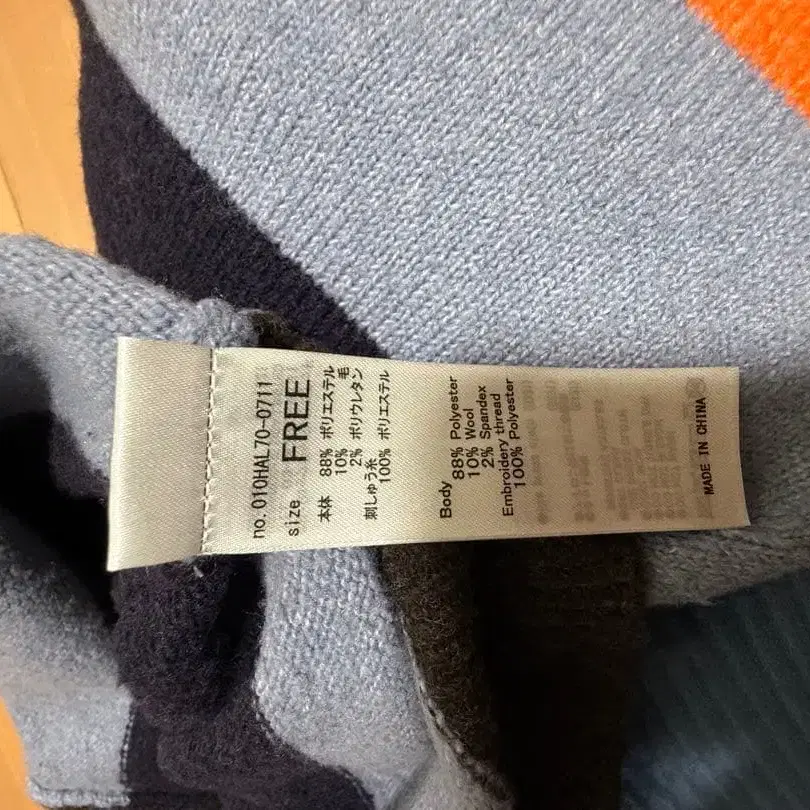 no.010HAL70-0711
size FREE
本体 88% ポリエステル
10% 毛
2% ポリウレタン
刺しゅう糸
100% ポリエステル
Body
88% Polyester
10% Wool
2% Spandex
Embroidery thread
100% Polyester
MADE IN CHINA